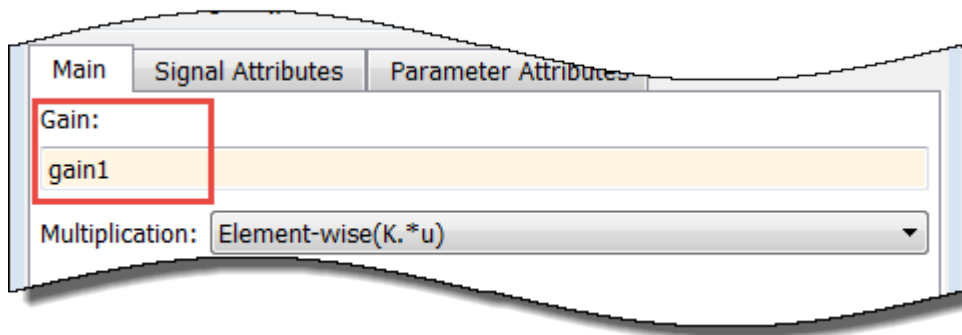 Main Signal Attributes Parameter Attributes
Gain:
gain1
Multiplication: Element-wise(K.*u)